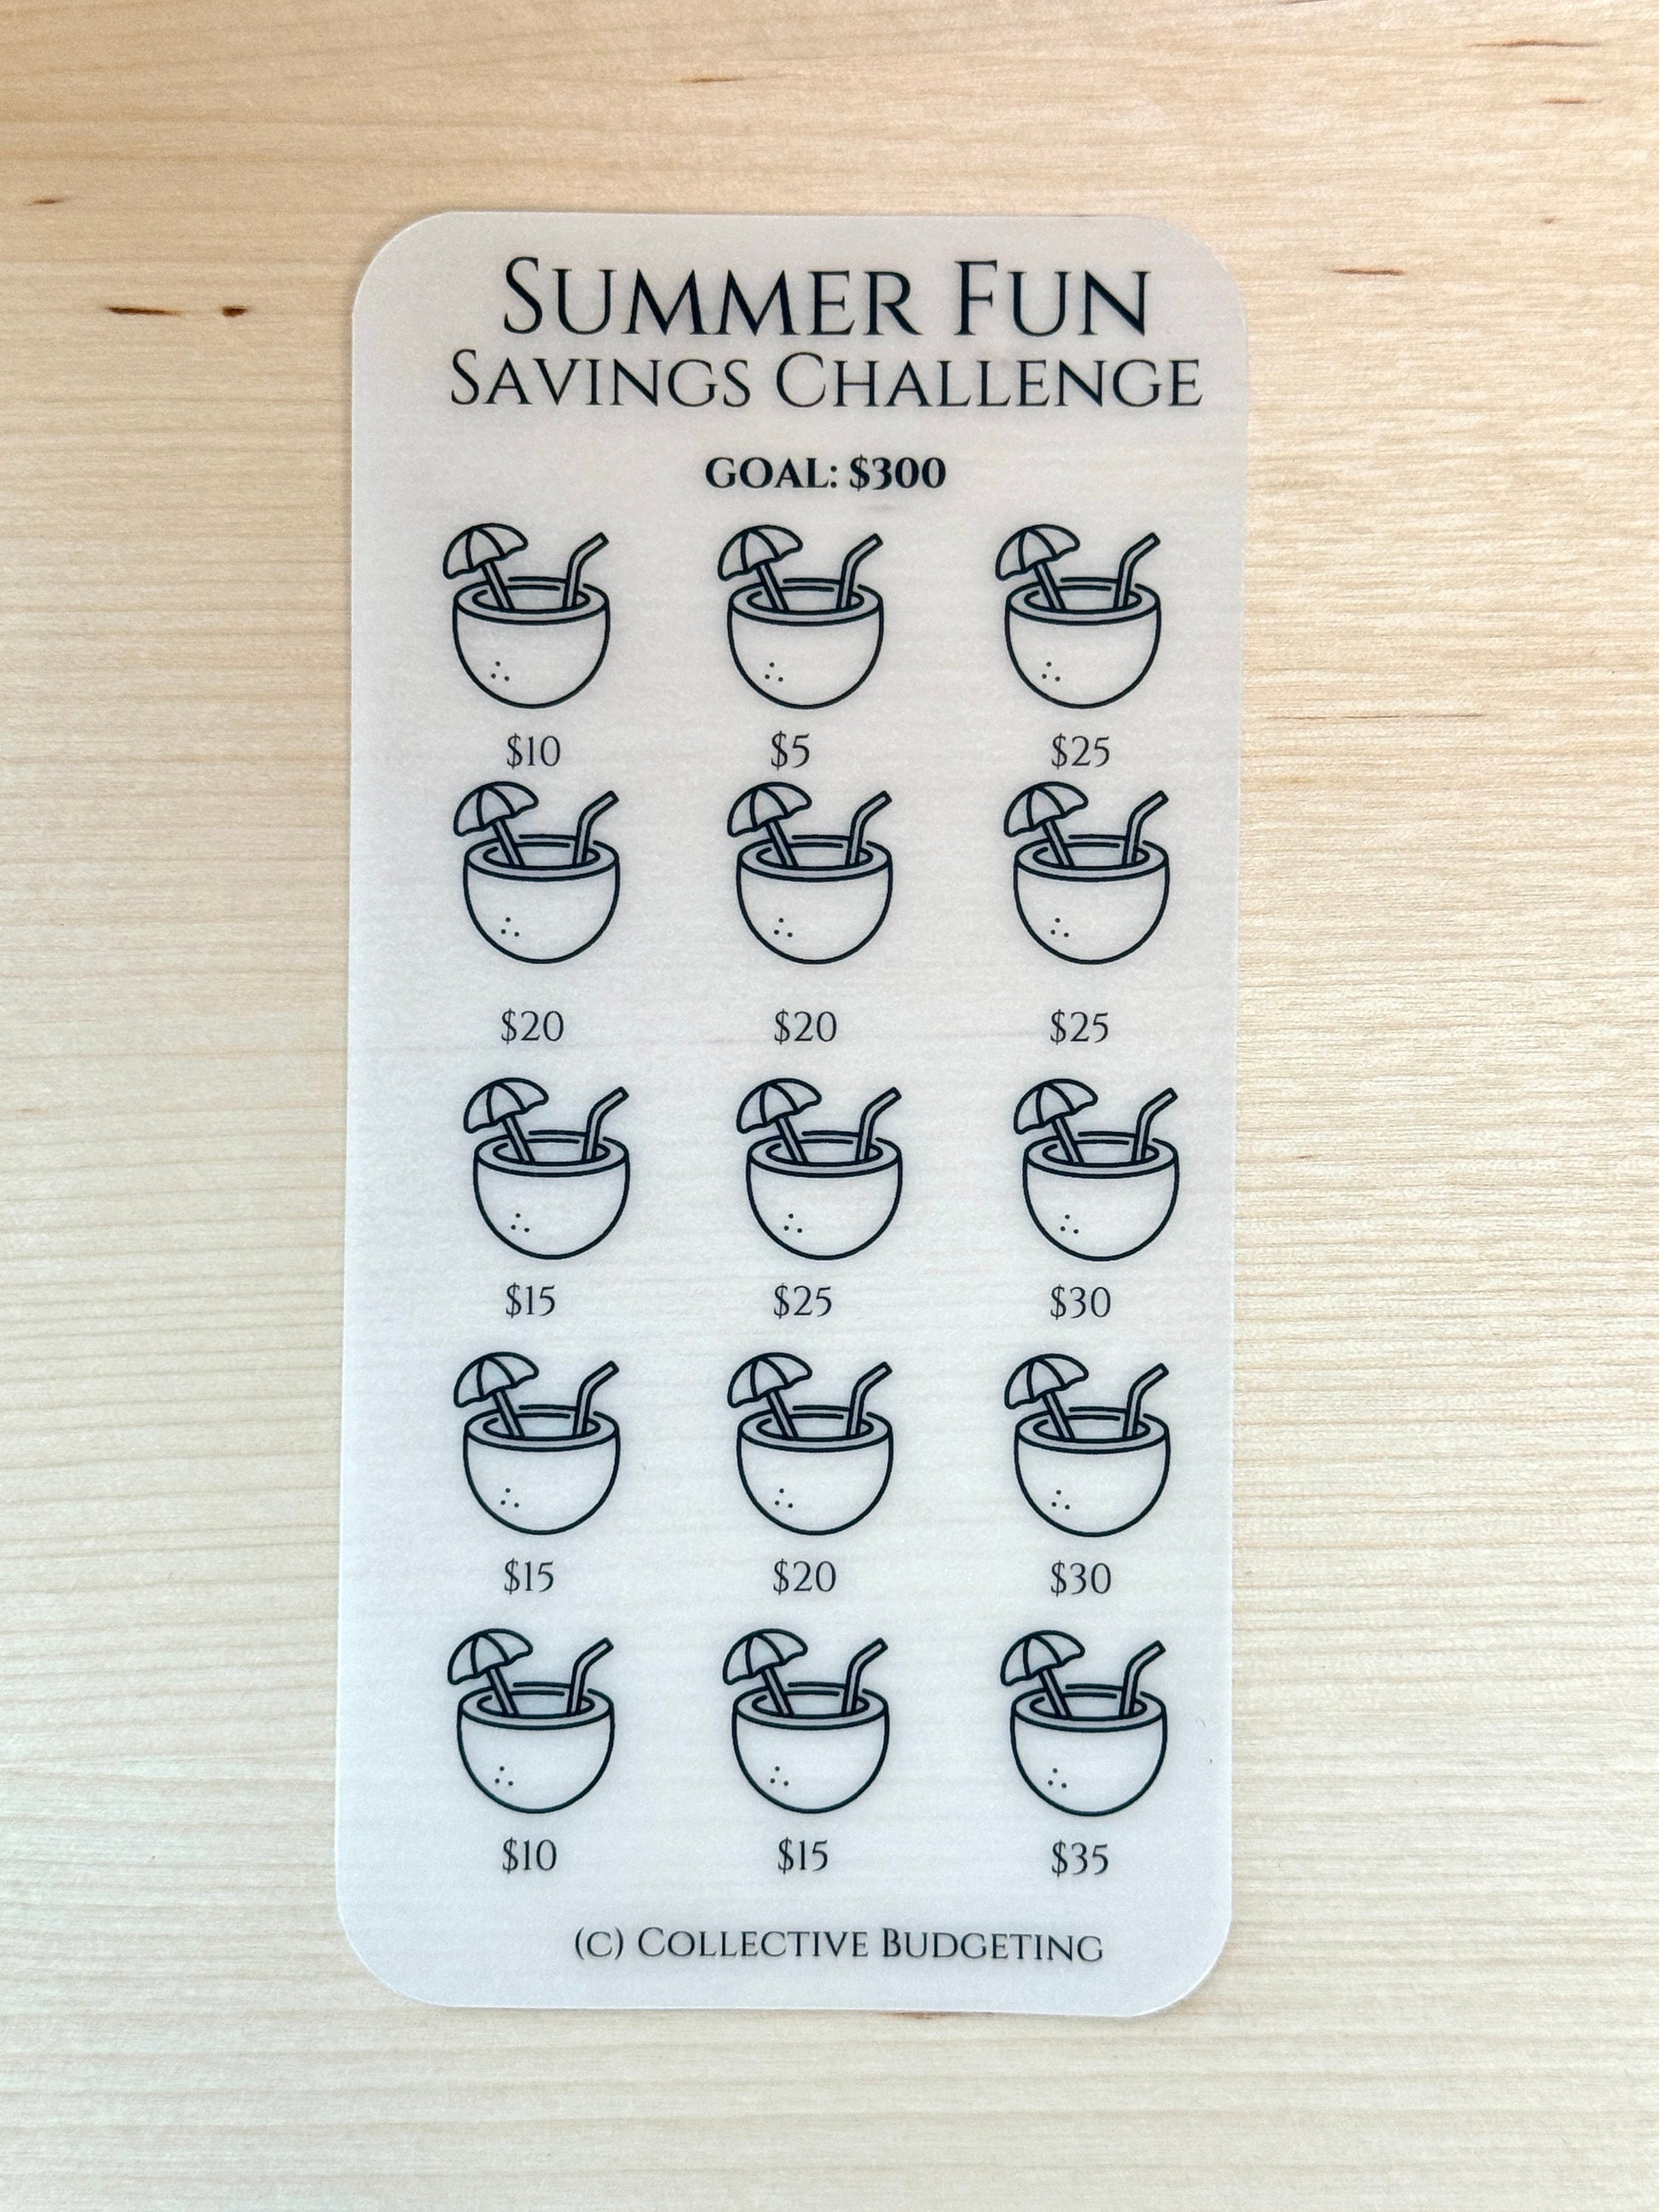 Summer Fun
Savings Challenge
GOAL: $300
$10 $5 $25
$20 $20 $25
$15 $25 $30
$15 $20 $30
$10 $15 $35
(C) Collective Budgeting